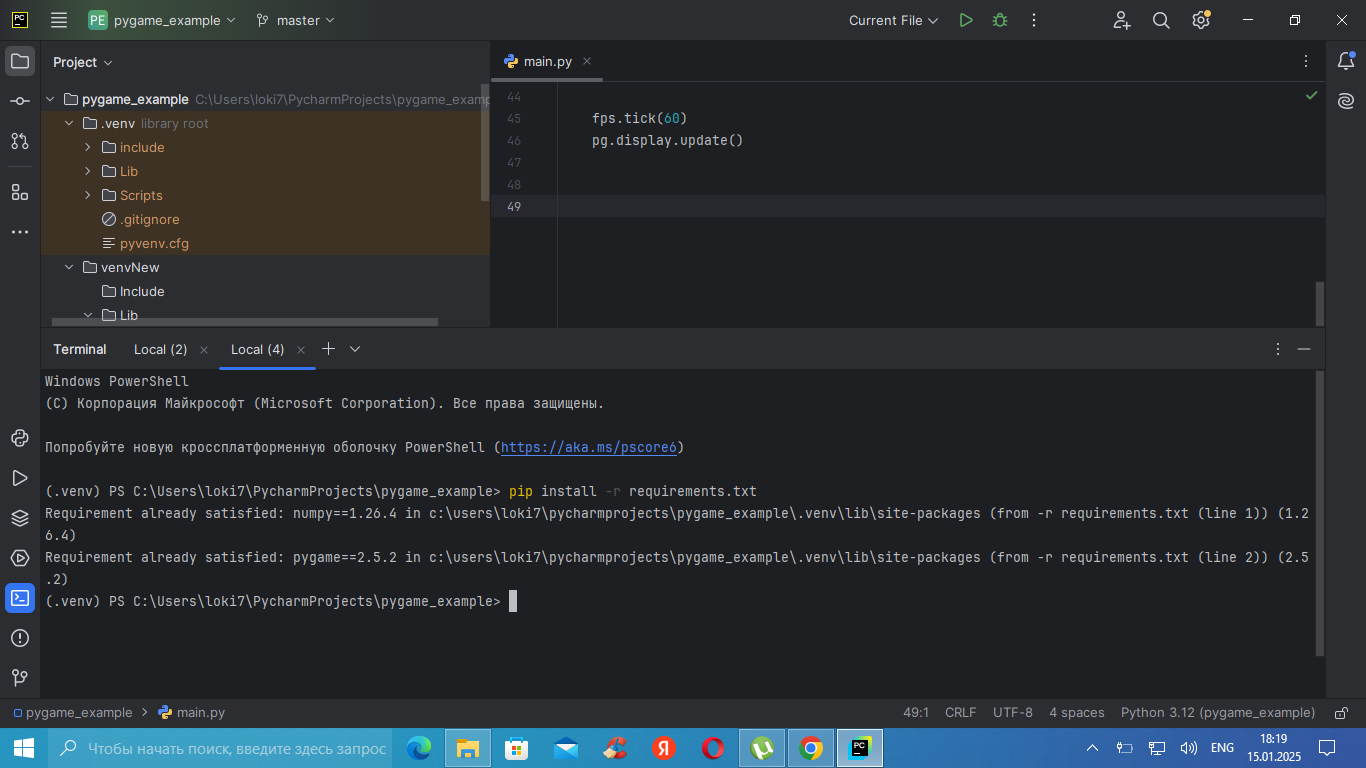 PC
PE pygame_example master Current File
Project
main.py
pygame_example C:\Users\loki7\PycharmProjects\pygame_examp
.venv library root
include
Lib
Scripts
.gitignore
pyvenv.cfg
venvNew
Include
Lib
44
45 fps.tick(60)
46 pg.display.update()
47
48
49
Terminal Local (2) Local (4)
Windows PowerShell
(C) Корпорация Майкрософт (Microsoft Corporation). Все права защищены.
Попробуйте новую кроссплатформенную оболочку PowerShell (https://aka.ms/pscore6)
(.venv) PS C:\Users\loki7\PycharmProjects\pygame_example> pip install -r requirements.txt
Requirement already satisfied: numpy==1.26.4 in c:\users\loki7\pycharmprojects\pygame_example\.venv\lib\site-packages (from -r requirements.txt (line 1)) (1.2
6.4)
Requirement already satisfied: pygame==2.5.2 in c:\users\loki7\pycharmprojects\pygame_example\.venv\lib\site-packages (from -r requirements.txt (line 2)) (2.5
.2)
(.venv) PS C:\Users\loki7\PycharmProjects\pygame_example>
pygame_example main.py 49:1 CRLF UTF-8 4 spaces Python 3.12 (pygame_example)
Чтобы начать поиск, введите здесь запрос
Я
PC
ENG
18:19
15.01.2025